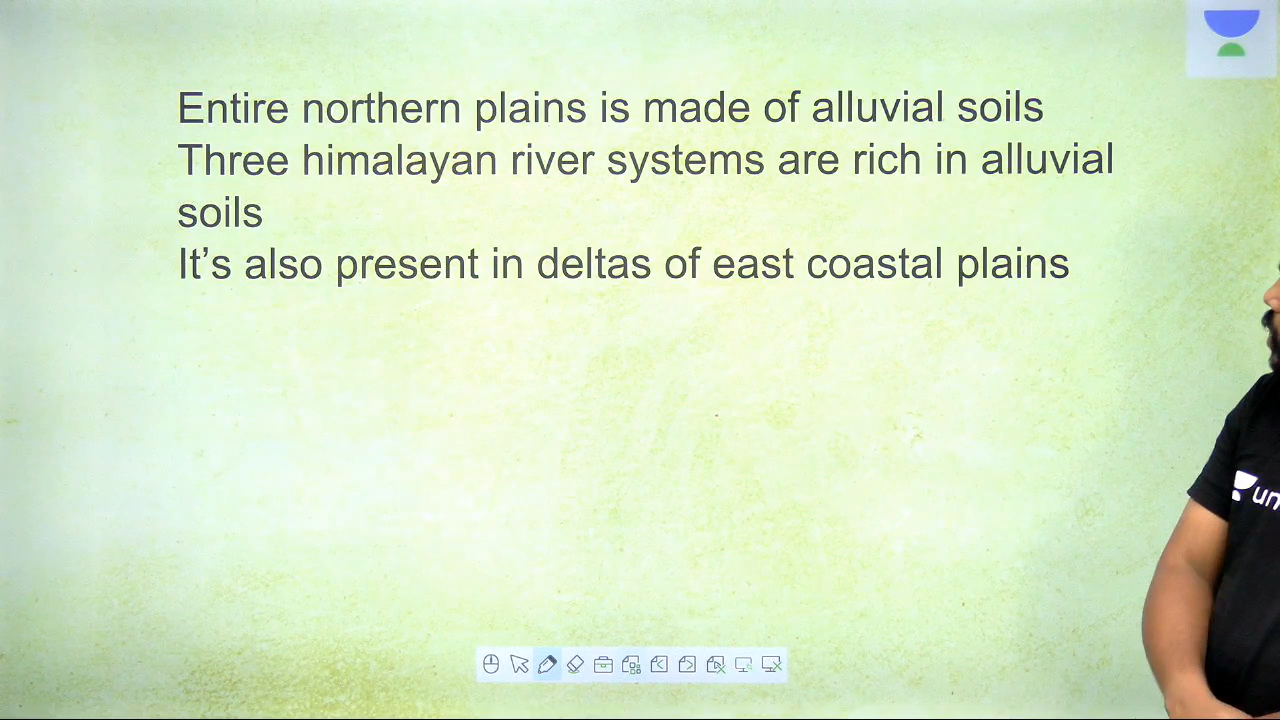 Entire northern plains is made of alluvial soils
Three himalayan river systems are rich in alluvial
soils
It’s also present in deltas of east coastal plains
un